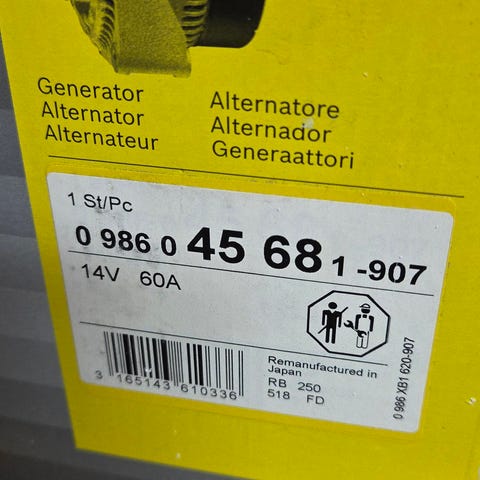 Generator
Alternator
Alternateur
Alternatore
Alternador
Generaattori
1 St/Pc
0 986 0 45 68 1 -907
14V 60A
3 165143 610336
Remanufactured in
Japan
RB 250
518 FD
0 986 XB1 620-907